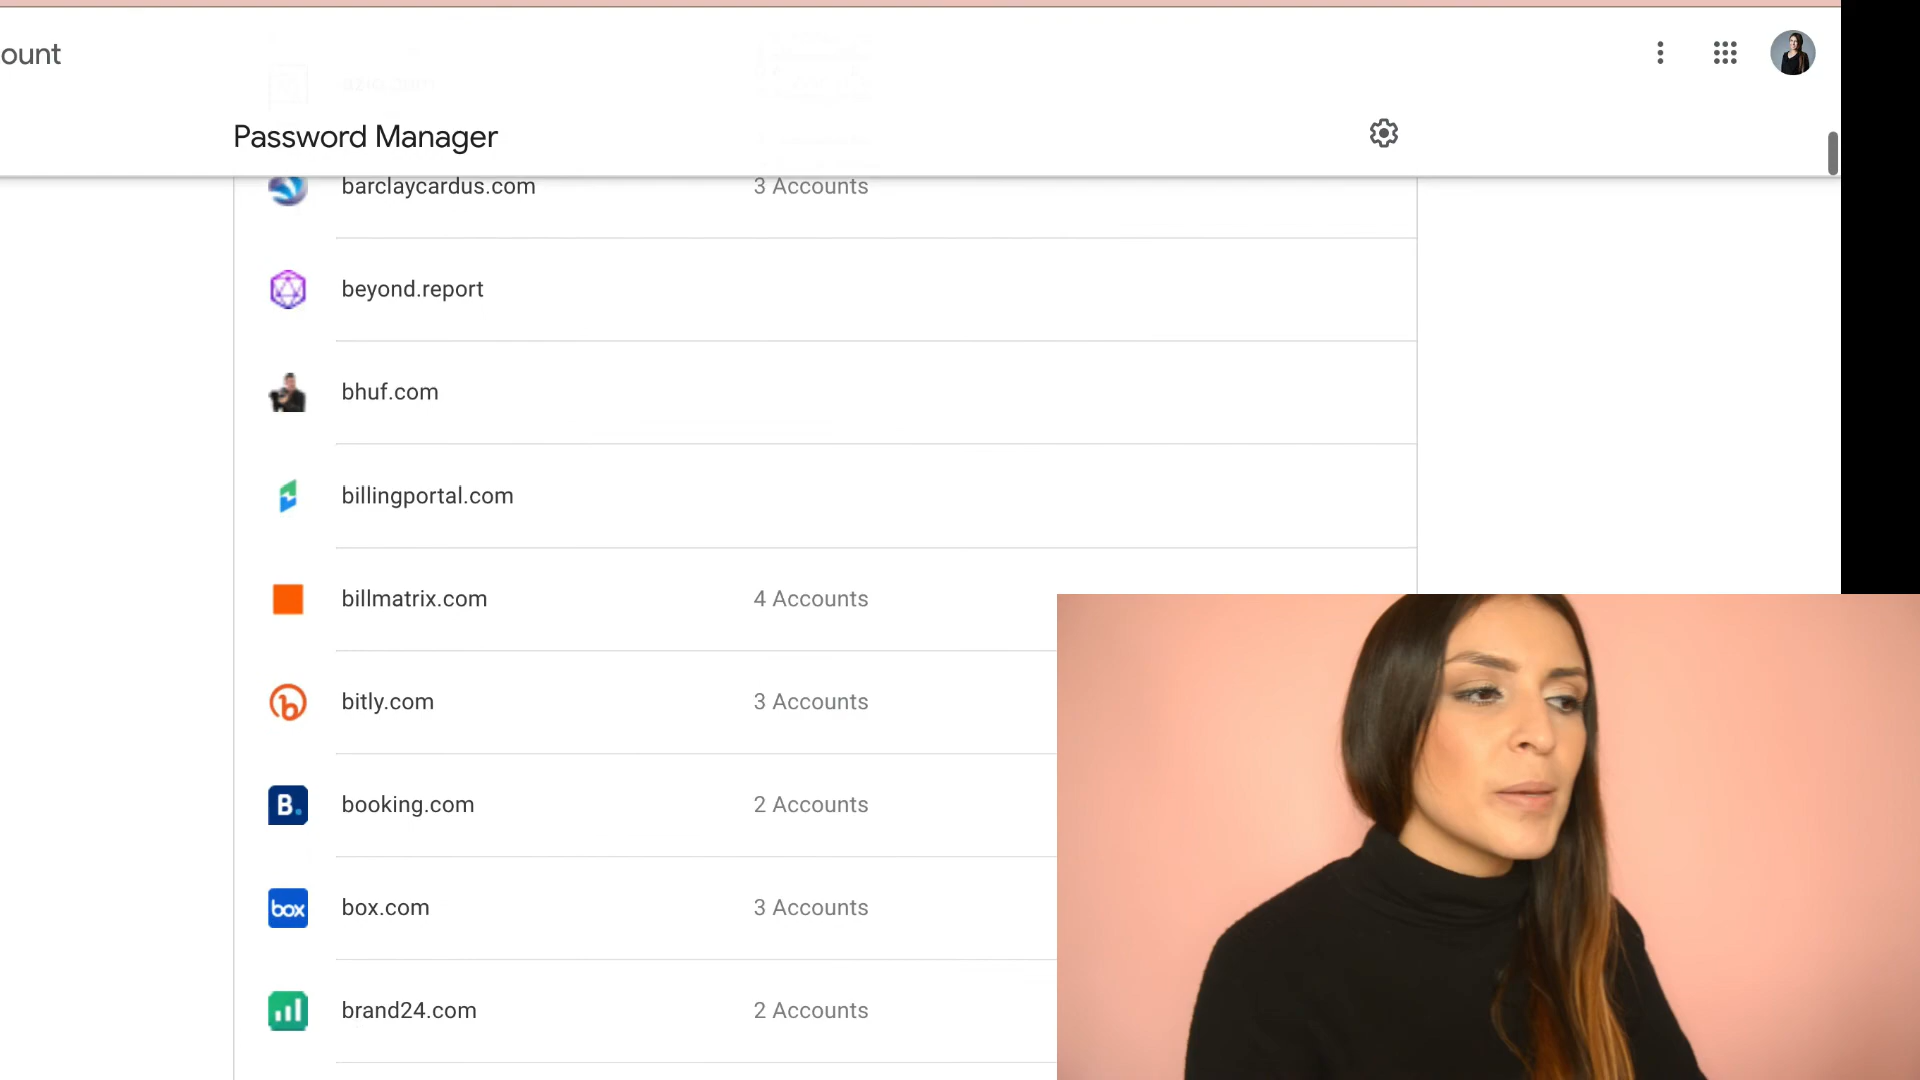 ount
Password Manager
barclaycardus.com 3 Accounts
beyond.report
bhuf.com
billingportal.com
billmatrix.com 4 Accounts
bitly.com 3 Accounts
B. booking.com 2 Accounts
box box.com 3 Accounts
brand24.com 2 Accounts